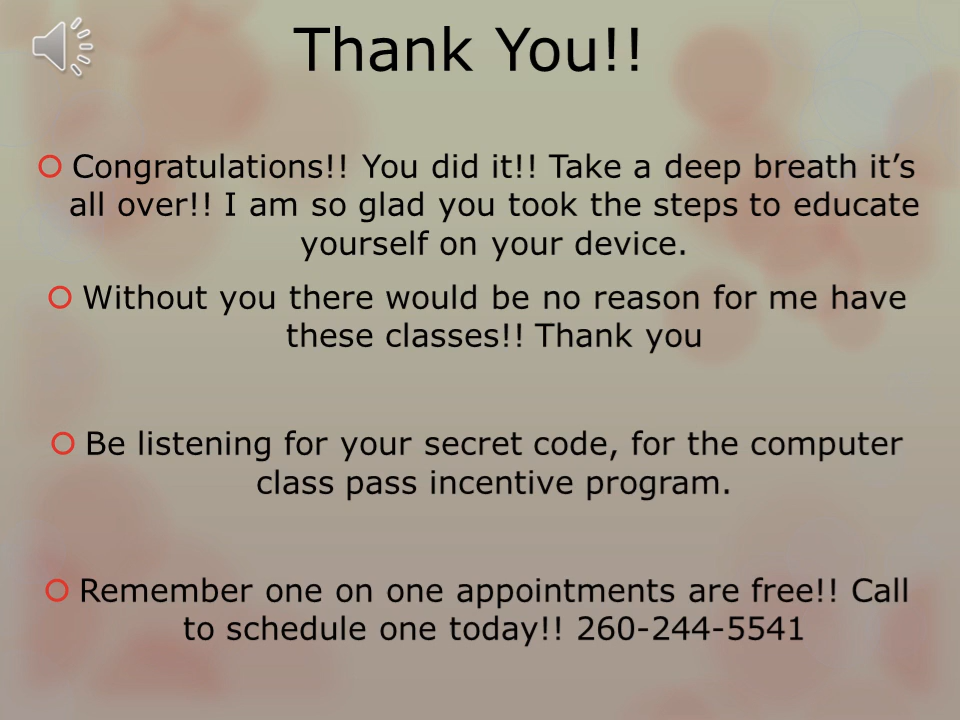 Thank You!!
Congratulations!! You did it!! Take a deep breath it’s
all over!! I am so glad you took the steps to educate
yourself on your device.
Without you there would be no reason for me have
these classes!! Thank you
Be listening for your secret code, for the computer
class pass incentive program.
Remember one on one appointments are free!! Call
to schedule one today!! 260-244-5541